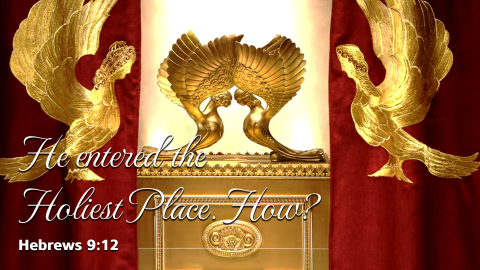 He entered the
Holiest Place. How?
Hebrews 9:12